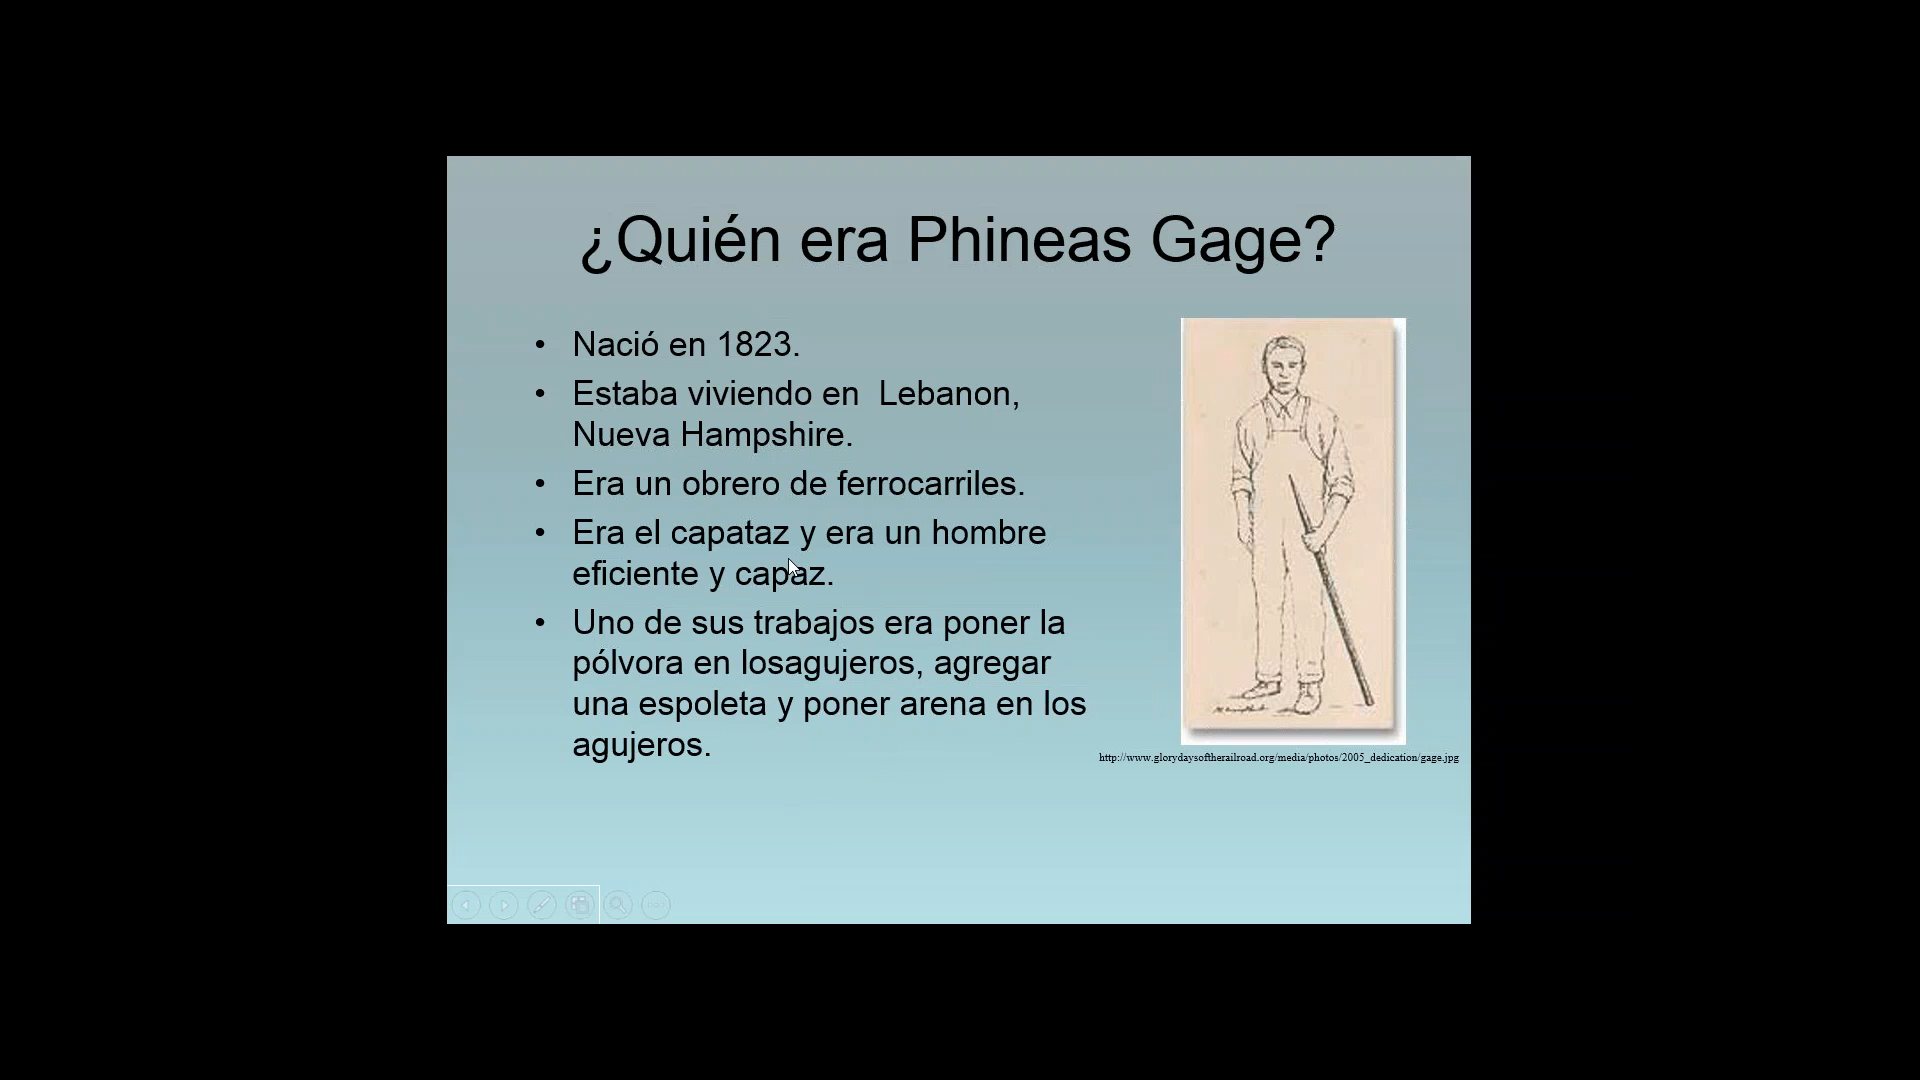 ¿Quién era Phineas Gage?
• Nació en 1823.
• Estaba viviendo en  Lebanon,
Nueva Hampshire.
• Era un obrero de ferrocarriles.
• Era el capataz y era un hombre
eficiente y capaz.
• Uno de sus trabajos era poner la
pólvora en losagujeros, agregar
una espoleta y poner arena en los
agujeros.
http://www.glorydaysoftherailroad.org/media/photos/2005_dedication/gage.jpg